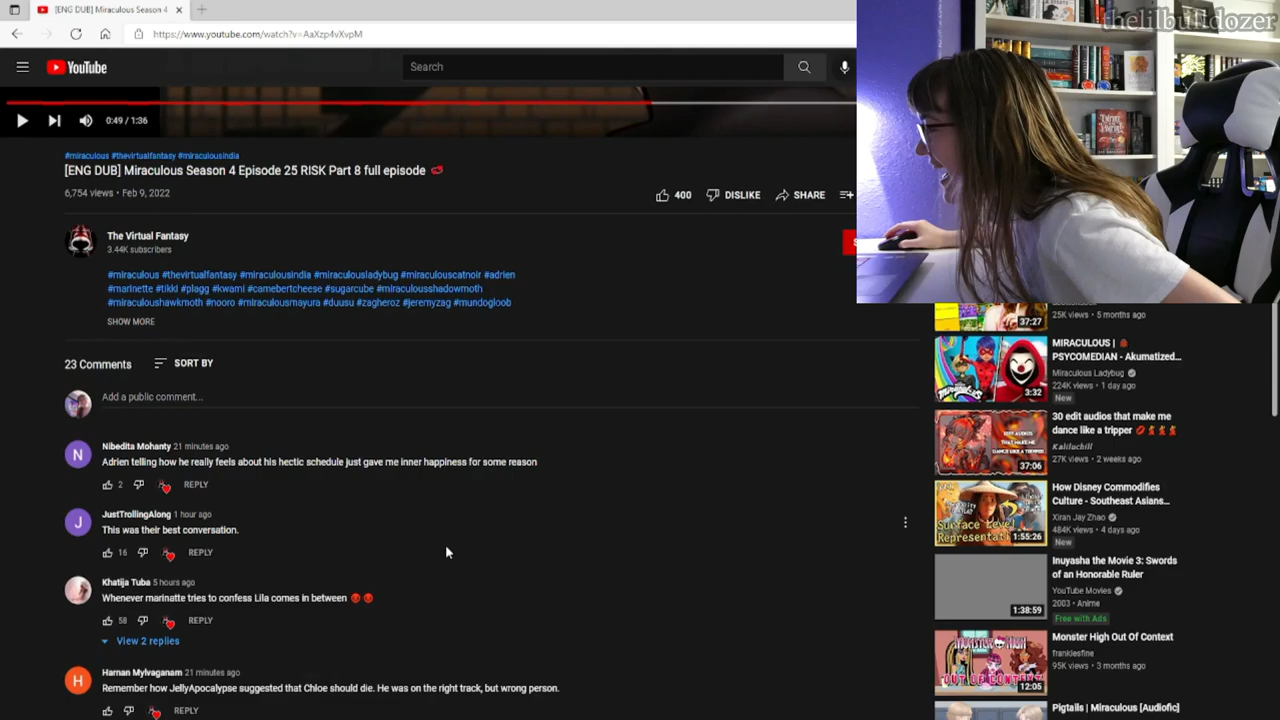 [ENG DUB] Miraculous Season 4
thelilbulldozer
https://www.youtube.com/watch?v=AaXzp4vXvpM
YouTube
Search
0:49 / 1:36
#miraculous #thevirtualfantasy #miraculousindia
[ENG DUB] Miraculous Season 4 Episode 25 RISK Part 8 full episode
6,754 views • Feb 9, 2022
400
DISLIKE
SHARE
The Virtual Fantasy
3.44K subscribers
#miraculous #thevirtualfantasy #miraculousindia #miraculousladybug #miraculouscatnoir #adrien
#marinette #tikki #plagg #kwami #camebertcheese #sugarcube #miraculousshadowmoth
#miraculoushawkmoth #nooro #miraculousmayura #duusu #zagheroz #jeremyzag #mundogloob
SHOW MORE
23 Comments
SORT BY
Add a public comment...
Nibedita Mohanty 21 minutes ago
Adrien telling how he really feels about his hectic schedule just gave me inner happiness for some reason
2
REPLY
JustTrollingAlong 1 hour ago
This was their best conversation.
16
REPLY
Khatija Tuba 5 hours ago
Whenever marinatte tries to confess Lila comes in between
58
REPLY
View 2 replies
Harnan Mylvaganam 21 minutes ago
Remember how JellyApocalypse suggested that Chloe should die. He was on the right track, but wrong person.
REPLY
37:27
25K views • 5 months ago
3:32
MIRACULOUS |
PSYCOMEDIAN - Akumatized...
Miraculous Ladybug
224K views • 1 day ago
New
37:06
30 edit audios that make me
dance like a tripper
Kaliluchill
27K views • 2 weeks ago
Surface Level
Representati
1:55:26
How Disney Commodifies
Culture - Southeast Asians...
Xiran Jay Zhao
484K views • 4 days ago
New
1:38:59
Inuyasha the Movie 3: Swords
of an Honorable Ruler
YouTube Movies
2003 • Anime
Free with Ads
OUT OF CONTEXT
12:05
Monster High Out Of Context
frankiesfine
95K views • 3 months ago
Pigtails | Miraculous [Audiofic]